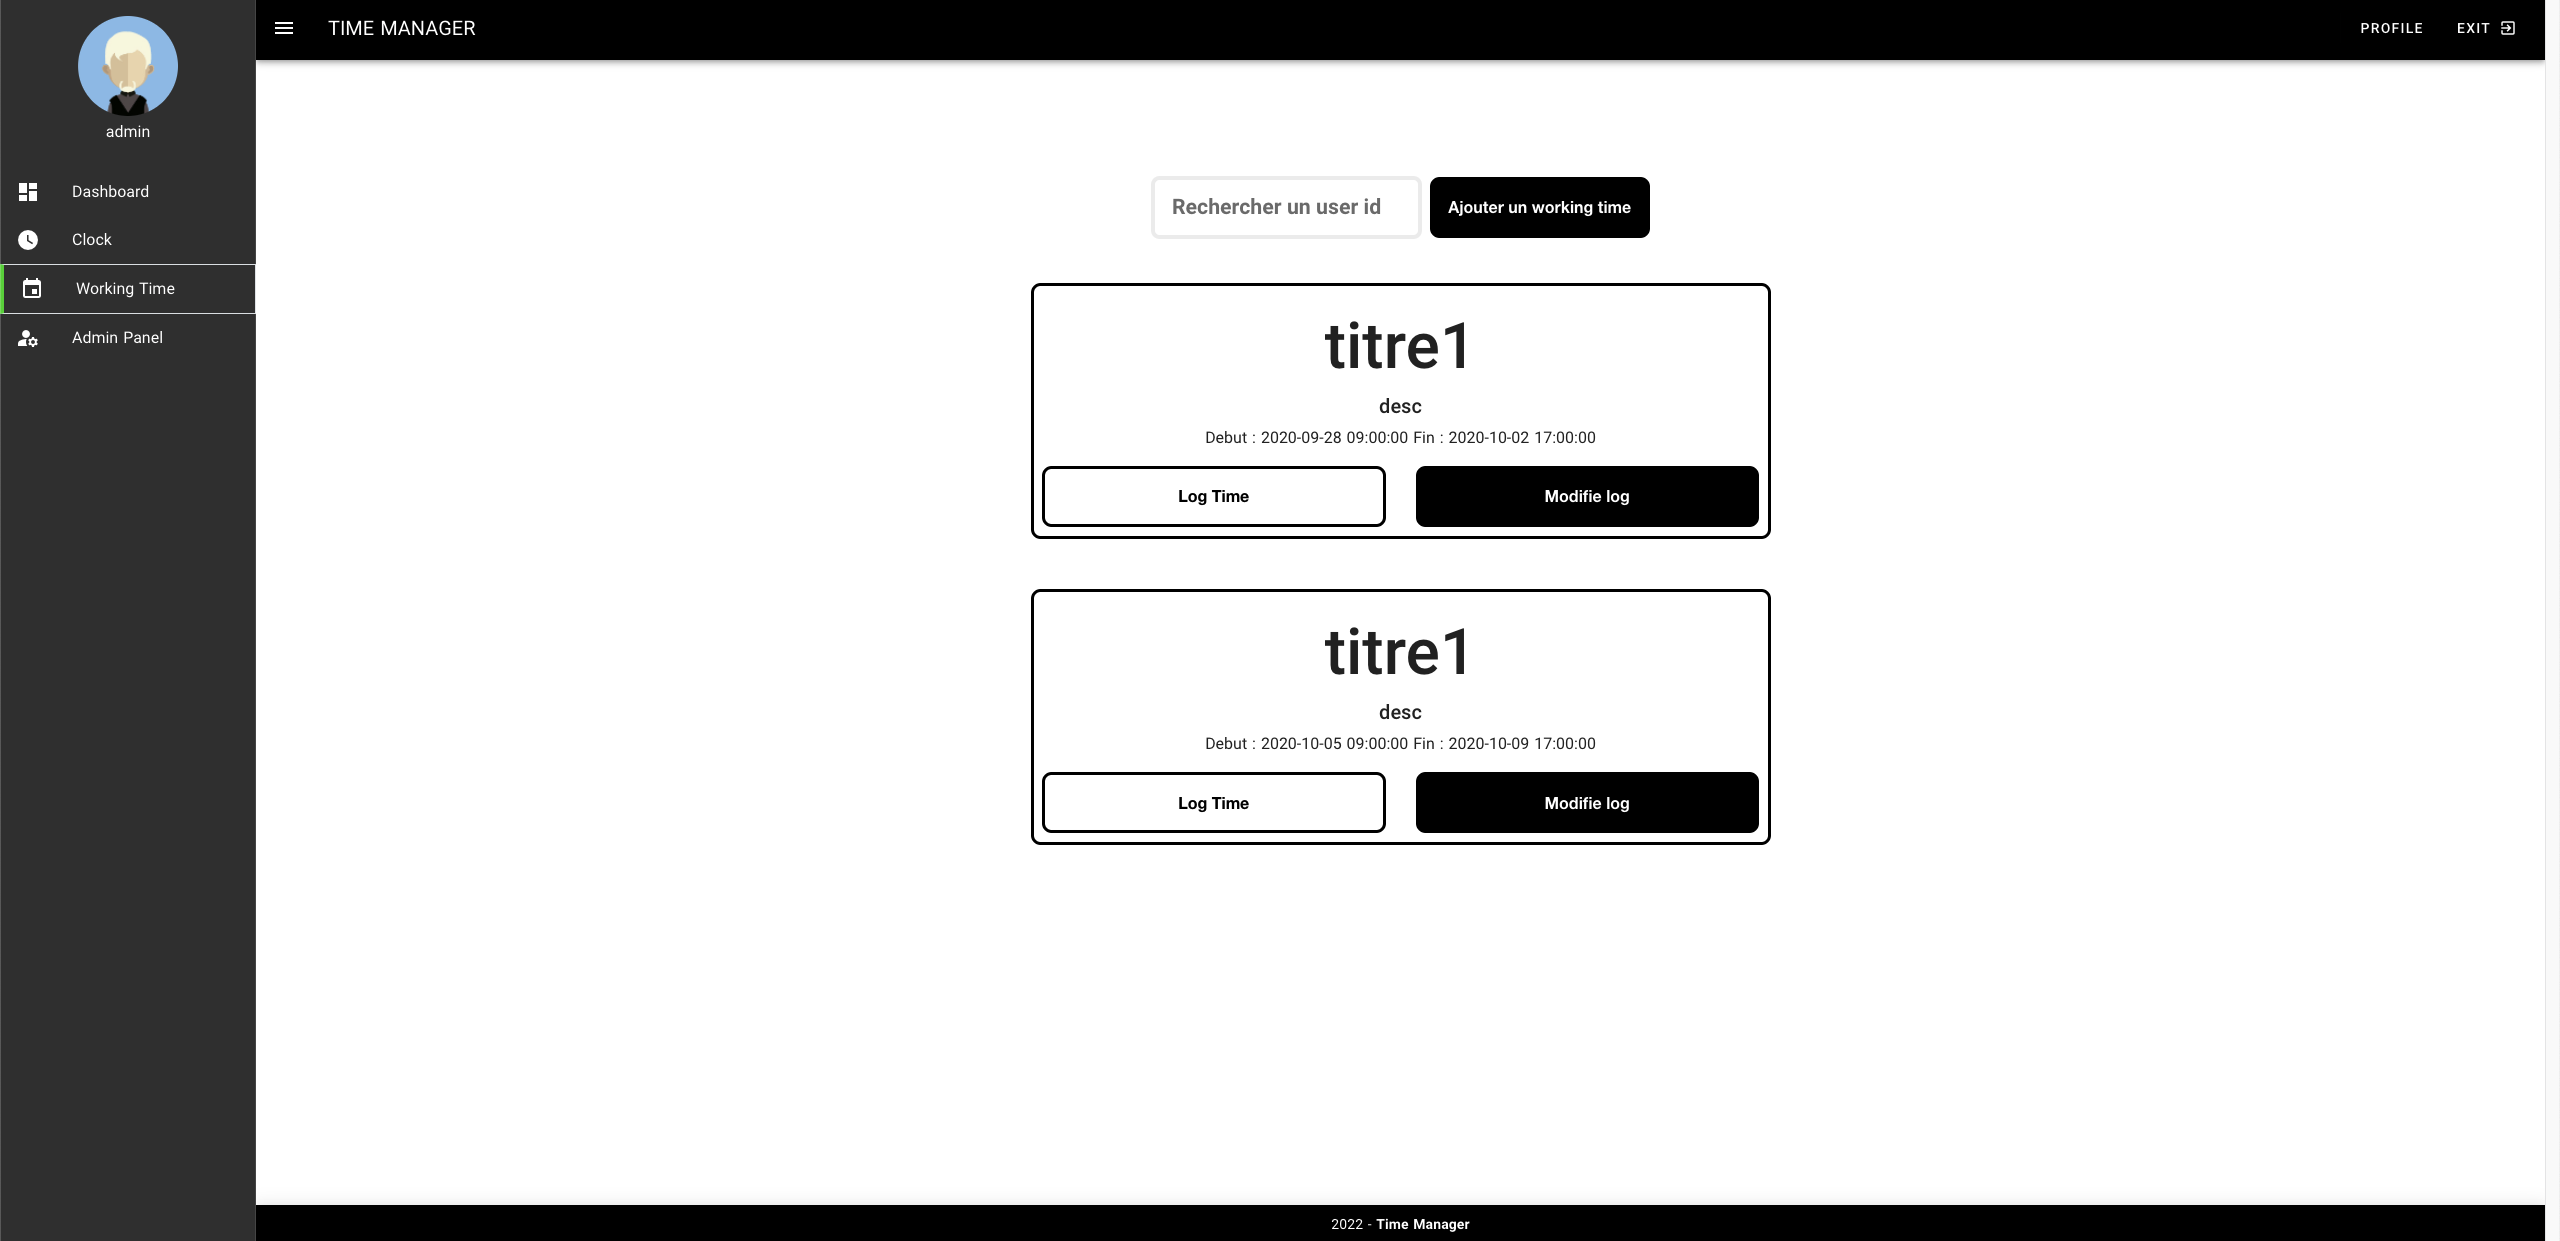 TIME MANAGER
PROFILE EXIT
admin
Dashboard
Clock
Working Time
Admin Panel
Rechercher un user id
Ajouter un working time
titre1
desc
Debut : 2020-09-28 09:00:00 Fin : 2020-10-02 17:00:00
Log Time
Modifie log
titre1
desc
Debut : 2020-10-05 09:00:00 Fin : 2020-10-09 17:00:00
Log Time
Modifie log
2022 - Time Manager